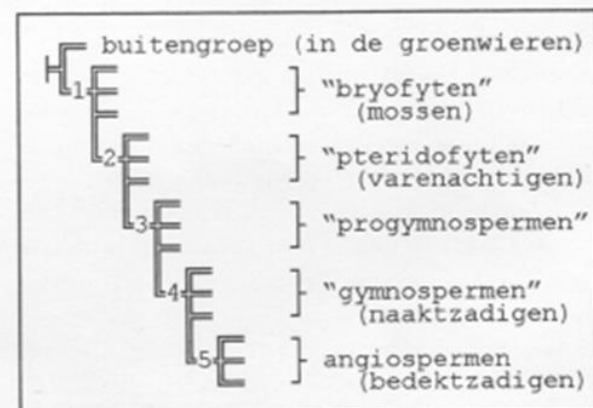 buitengroep (in de groenwieren)
1
"bryofyten"
(mossen)
2
"pteridofyten"
(varenachtigen)
3
"progymnospermen"
4
"gymnospermen"
(naaktzadigen)
5
angiospermen
(bedektzadigen)